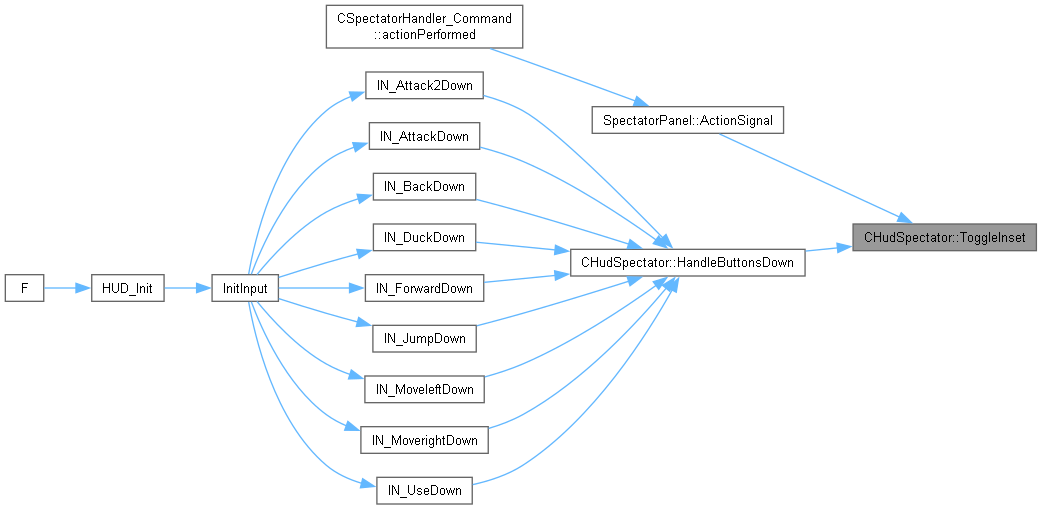 CSpectatorHandler_Command
::actionPerformed
IN_Attack2Down
SpectatorPanel::ActionSignal
IN_AttackDown
IN_BackDown
IN_DuckDown
CHudSpectator::ToggleInset
CHudSpectator::HandleButtonsDown
F
HUD_Init
InitInput
IN_ForwardDown
IN_JumpDown
IN_MoveleftDown
IN_MoverightDown
IN_UseDown